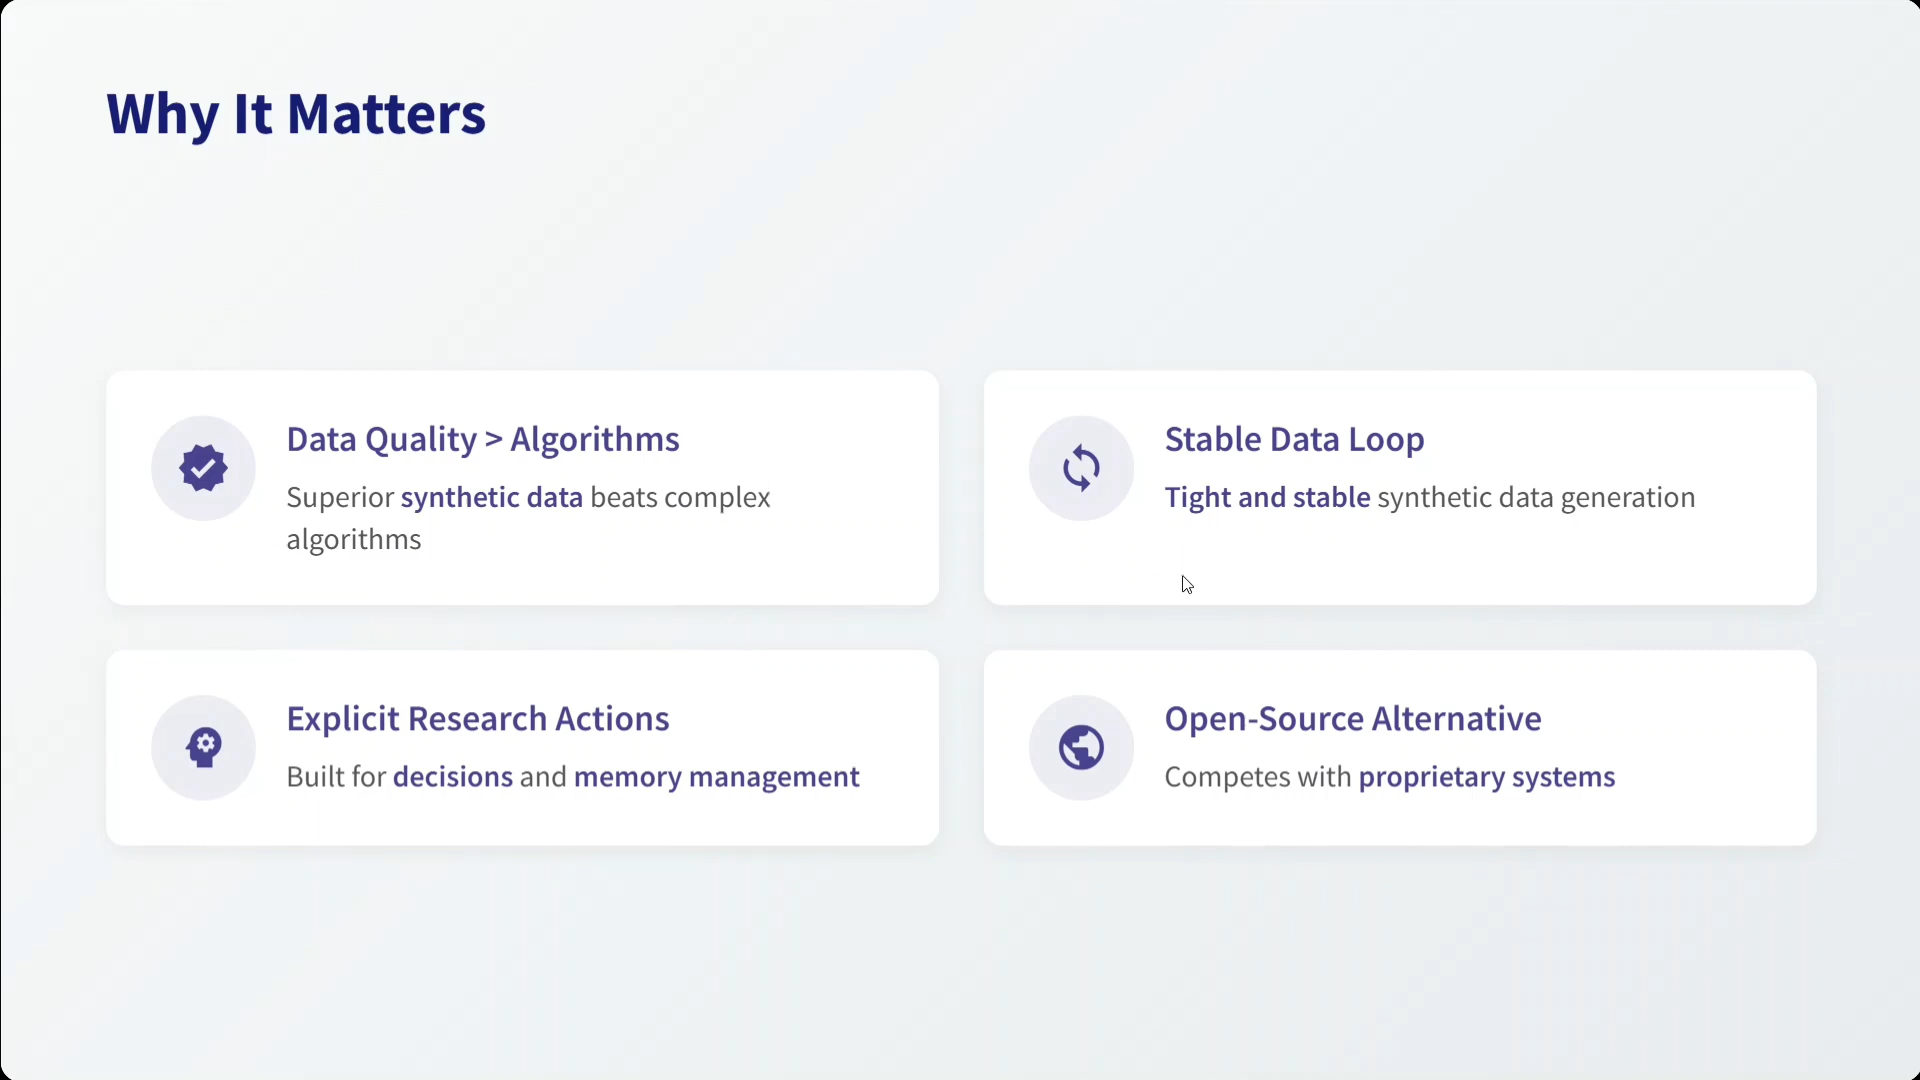 Why It Matters
Data Quality > Algorithms
Superior synthetic data beats complex
algorithms
Stable Data Loop
Tight and stable synthetic data generation
Explicit Research Actions
Built for decisions and memory management
Open-Source Alternative
Competes with proprietary systems